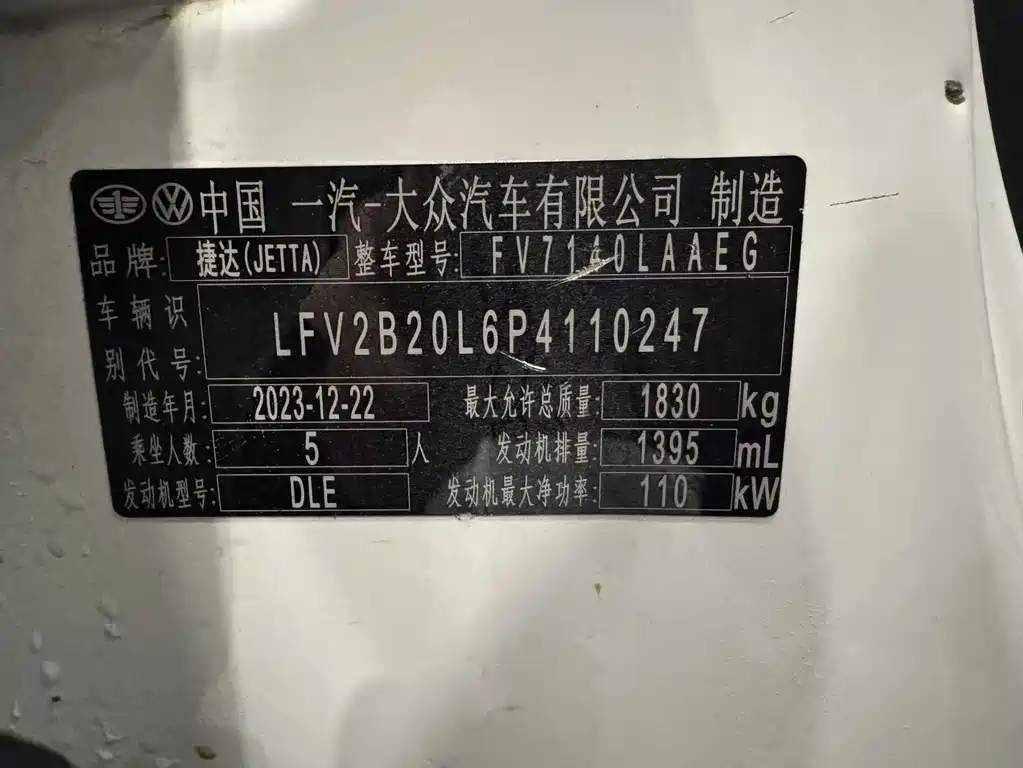 中国 一汽-大众汽车有限公司 制造
品牌: 捷达(JETTA) 整车型号: FV7140LAAEG
车辆识别代号: LFV2B20L6P4110247
制造年月: 2023-12-22 最大允许总质量: 1830 kg
乘坐人数: 5 人 发动机排量: 1395 mL
发动机型号: DLE 发动机最大净功率: 110 kW